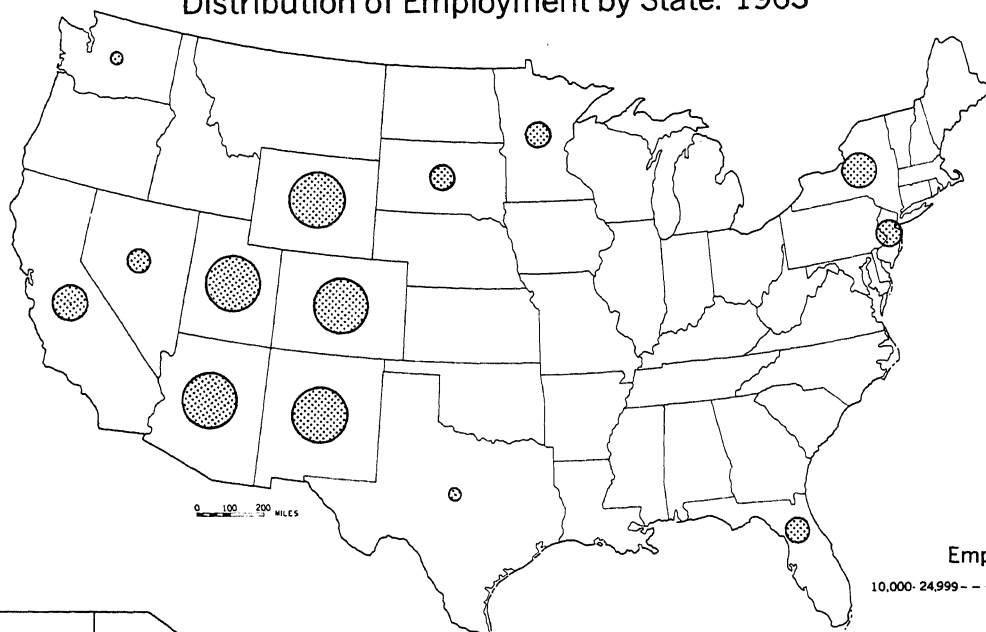 Distribution of Employment by State: 1963
0 100 200 MILES
Emp
10,000- 24,999